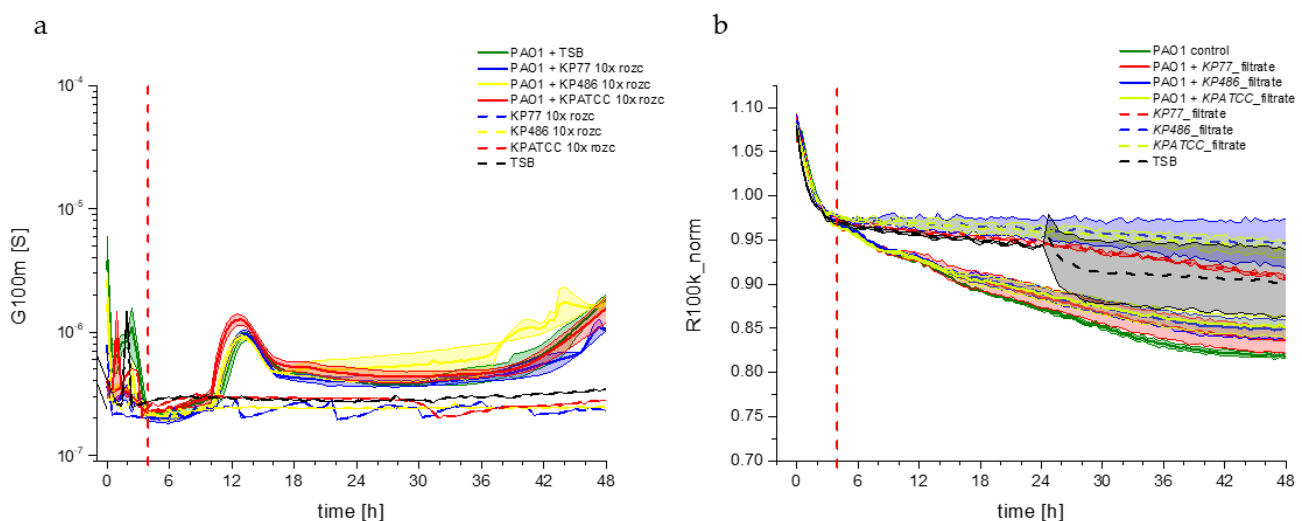 a
PAO1 + TSB
PAO1 + KP77 10x rozc
PAO1 + KP486 10x rozc
PAO1 + KPATCC 10x rozc
KP77 10x rozc
KP486 10x rozc
KPATCC 10x rozc
TSB
10⁻⁴
10⁻⁵
10⁻⁶
10⁻⁷
G100m [S]
0 6 12 18 24 30 36 42 48
time [h]
b
PAO1 control
PAO1 + KP77_filtrate
PAO1 + KP486_filtrate
PAO1 + KPATCC_filtrate
KP77_filtrate
KP486_filtrate
KPATCC_filtrate
TSB
1.10
1.05
1.00
0.95
0.90
0.85
0.80
0.75
0.70
R100k_norm
0 6 12 18 24 30 36 42 48
time [h]